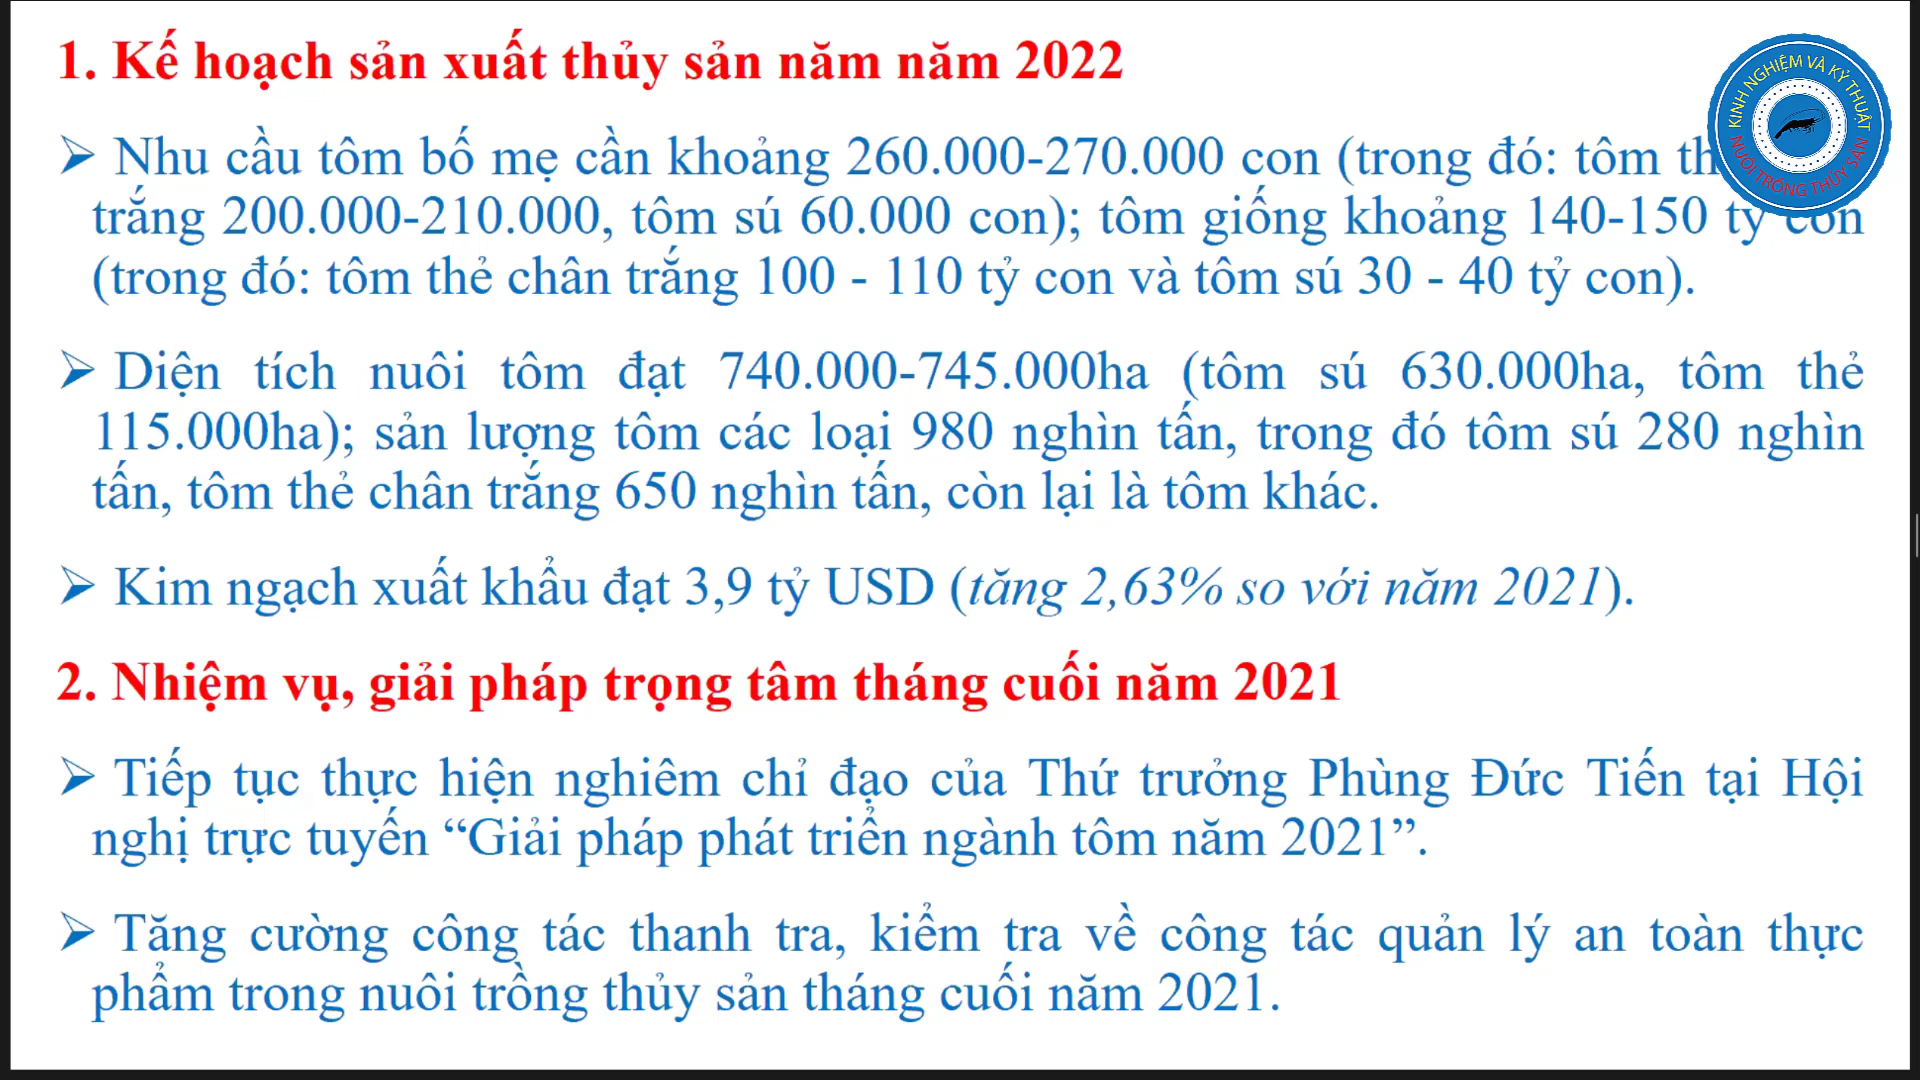 1. Kế hoạch sản xuất thủy sản năm năm 2022
KINH NGHIỆM VÀ KỸ THUẬT
NUÔI TRỒNG THỦY SẢN
➢ Nhu cầu tôm bố mẹ cần khoảng 260.000-270.000 con (trong đó: tôm
trắng 200.000-210.000, tôm sú 60.000 con); tôm giống khoảng 140-150 tỷ con
(trong đó: tôm thẻ chân trắng 100 - 110 tỷ con và tôm sú 30 - 40 tỷ con).
➢ Diện tích nuôi tôm đạt 740.000-745.000ha (tôm sú 630.000ha, tôm thẻ
115.000ha); sản lượng tôm các loại 980 nghìn tấn, trong đó tôm sú 280 nghìn
tấn, tôm thẻ chân trắng 650 nghìn tấn, còn lại là tôm khác.
➢ Kim ngạch xuất khẩu đạt 3,9 tỷ USD (tăng 2,63% so với năm 2021).
2. Nhiệm vụ, giải pháp trọng tâm tháng cuối năm 2021
➢ Tiếp tục thực hiện nghiêm chỉ đạo của Thứ trưởng Phùng Đức Tiến tại Hội
nghị trực tuyến “Giải pháp phát triển ngành tôm năm 2021”.
➢ Tăng cường công tác thanh tra, kiểm tra về công tác quản lý an toàn thực
phẩm trong nuôi trồng thủy sản tháng cuối năm 2021.